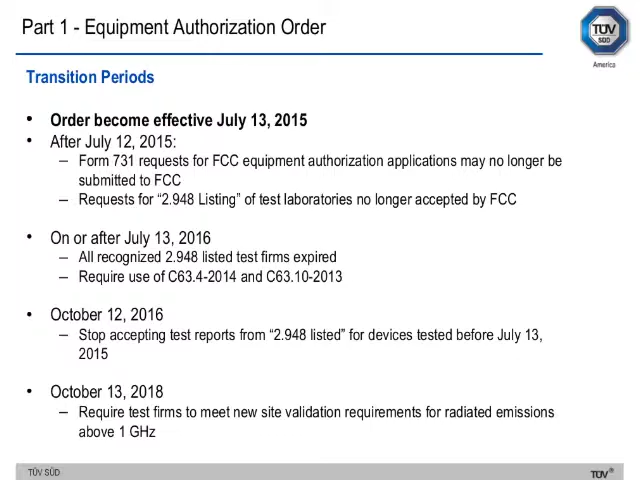 Part 1 - Equipment Authorization Order
TÜV
SÜD
America
Transition Periods
• Order become effective July 13, 2015
• After July 12, 2015:
– Form 731 requests for FCC equipment authorization applications may no longer be
submitted to FCC
– Requests for “2.948 Listing” of test laboratories no longer accepted by FCC
• On or after July 13, 2016
– All recognized 2.948 listed test firms expired
– Require use of C63.4-2014 and C63.10-2013
• October 12, 2016
– Stop accepting test reports from “2.948 listed” for devices tested before July 13,
2015
• October 13, 2018
– Require test firms to meet new site validation requirements for radiated emissions
above 1 GHz
TÜV SÜD
TÜV®